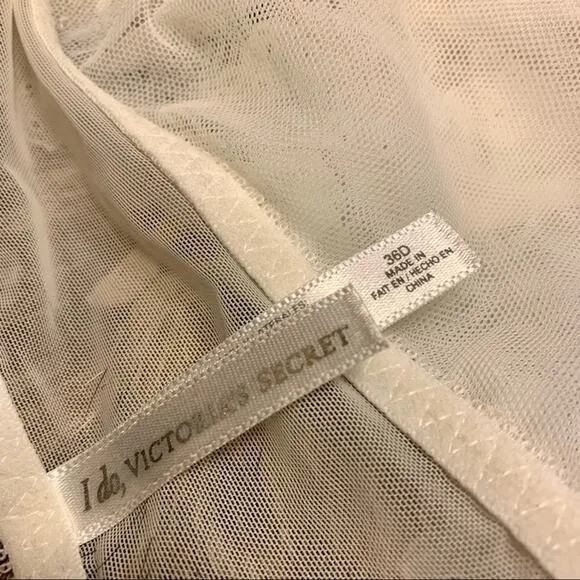 36D
MADE IN
FAIT EN / HECHO EN
CHINA
I do, VICTORIA'S SECRET